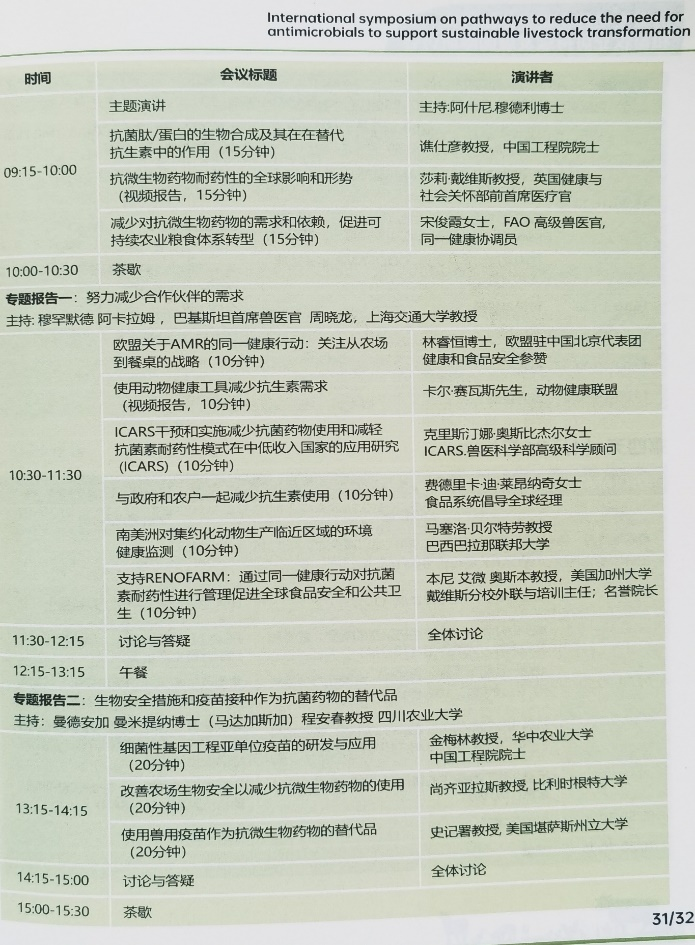 International symposium on pathways to reduce the need for
antimicrobials to support sustainable livestock transformation
时间 会议标题 演讲者
主题演讲 主持:阿什尼.穆德利博士
09:15-10:00
抗菌肽/蛋白的生物合成及其在在替代
抗生素中的作用（15分钟）
谯仕彦教授，中国工程院院士
抗微生物药物耐药性的全球影响和形势
（视频报告，15分钟）
莎莉·戴维斯教授，英国健康与
社会关怀部前首席医疗官
减少对抗微生物药物的需求和依赖，促进可
持续农业粮食体系转型（15分钟）
宋俊霞女士，FAO 高级兽医官，
同一健康协调员
10:00-10:30 茶歇
专题报告一：努力减少合作伙伴的需求
主持: 穆罕默德 阿卡拉姆 ，巴基斯坦首席兽医官 周晓龙，上海交通大学教授
10:30-11:30
欧盟关于AMR的同一健康行动：关注从农场
到餐桌的战略（10分钟）
林睿恒博士，欧盟驻中国北京代表团
健康和食品安全参赞
使用动物健康工具减少抗生素需求
（视频报告，10分钟）
卡尔·赛瓦斯先生，动物健康联盟
ICARS干预和实施减少抗菌药物使用和减轻
抗菌素耐药性模式在中低收入国家的应用研究
(ICARS)（10分钟）
克里斯汀娜·奥斯比杰尔女士
ICARS.兽医科学部高级科学顾问
与政府和农户一起减少抗生素使用（10分钟）
费德里卡·迪·莱昂纳奇女士
食品系统倡导全球经理
南美洲对集约化动物生产临近区域的环境
健康监测（10分钟）
马塞洛·贝尔特劳教授
巴西巴拉那联邦大学
支持RENOFARM：通过同一健康行动对抗菌
素耐药性进行管理促进全球食品安全和公共卫
生（10分钟）
本尼 艾微 奥斯本教授，美国加州大学
戴维斯分校外联与培训主任；名誉院长
11:30-12:15 讨论与答疑 全体讨论
12:15-13:15 午餐
专题报告二：生物安全措施和疫苗接种作为抗菌药物的替代品
主持：曼德安加 曼米提纳博士（马达加斯加）程安春教授 四川农业大学
13:15-14:15
细菌性基因工程亚单位疫苗的研发与应用
（20分钟）
金梅林教授，华中农业大学
中国工程院院士
改善农场生物安全以减少抗微生物药物的使用
（20分钟）
尚齐亚拉斯教授, 比利时根特大学
使用兽用疫苗作为抗微生物药物的替代品
（20分钟）
史记署教授, 美国堪萨斯州立大学
14:15-15:00 讨论与答疑 全体讨论
15:00-15:30 茶歇
31/32